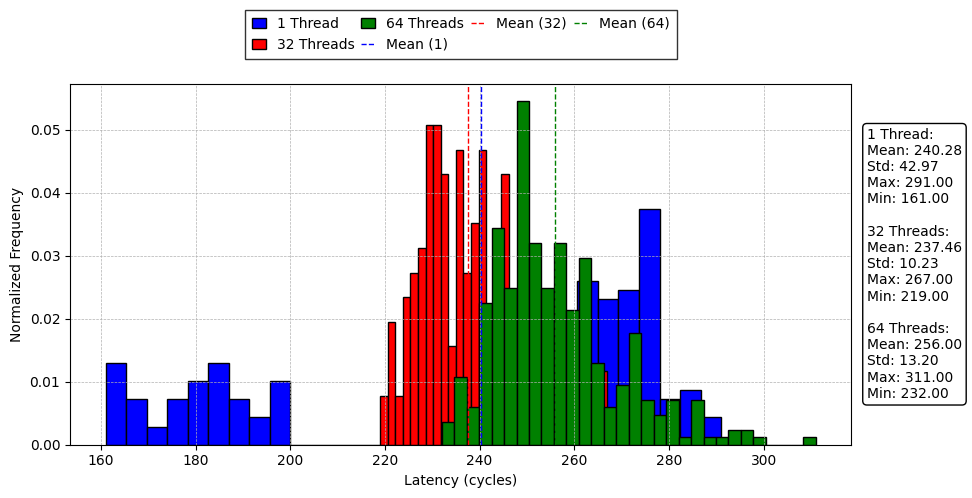 1 Thread
32 Threads
64 Threads
Mean (1)
Mean (32)
Mean (64)
0.05
0.04
0.03
0.02
0.01
0.00
Normalized Frequency
160
180
200
220
240
260
280
300
Latency (cycles)
1 Thread:
Mean: 240.28
Std: 42.97
Max: 291.00
Min: 161.00
32 Threads:
Mean: 237.46
Std: 10.23
Max: 267.00
Min: 219.00
64 Threads:
Mean: 256.00
Std: 13.20
Max: 311.00
Min: 232.00